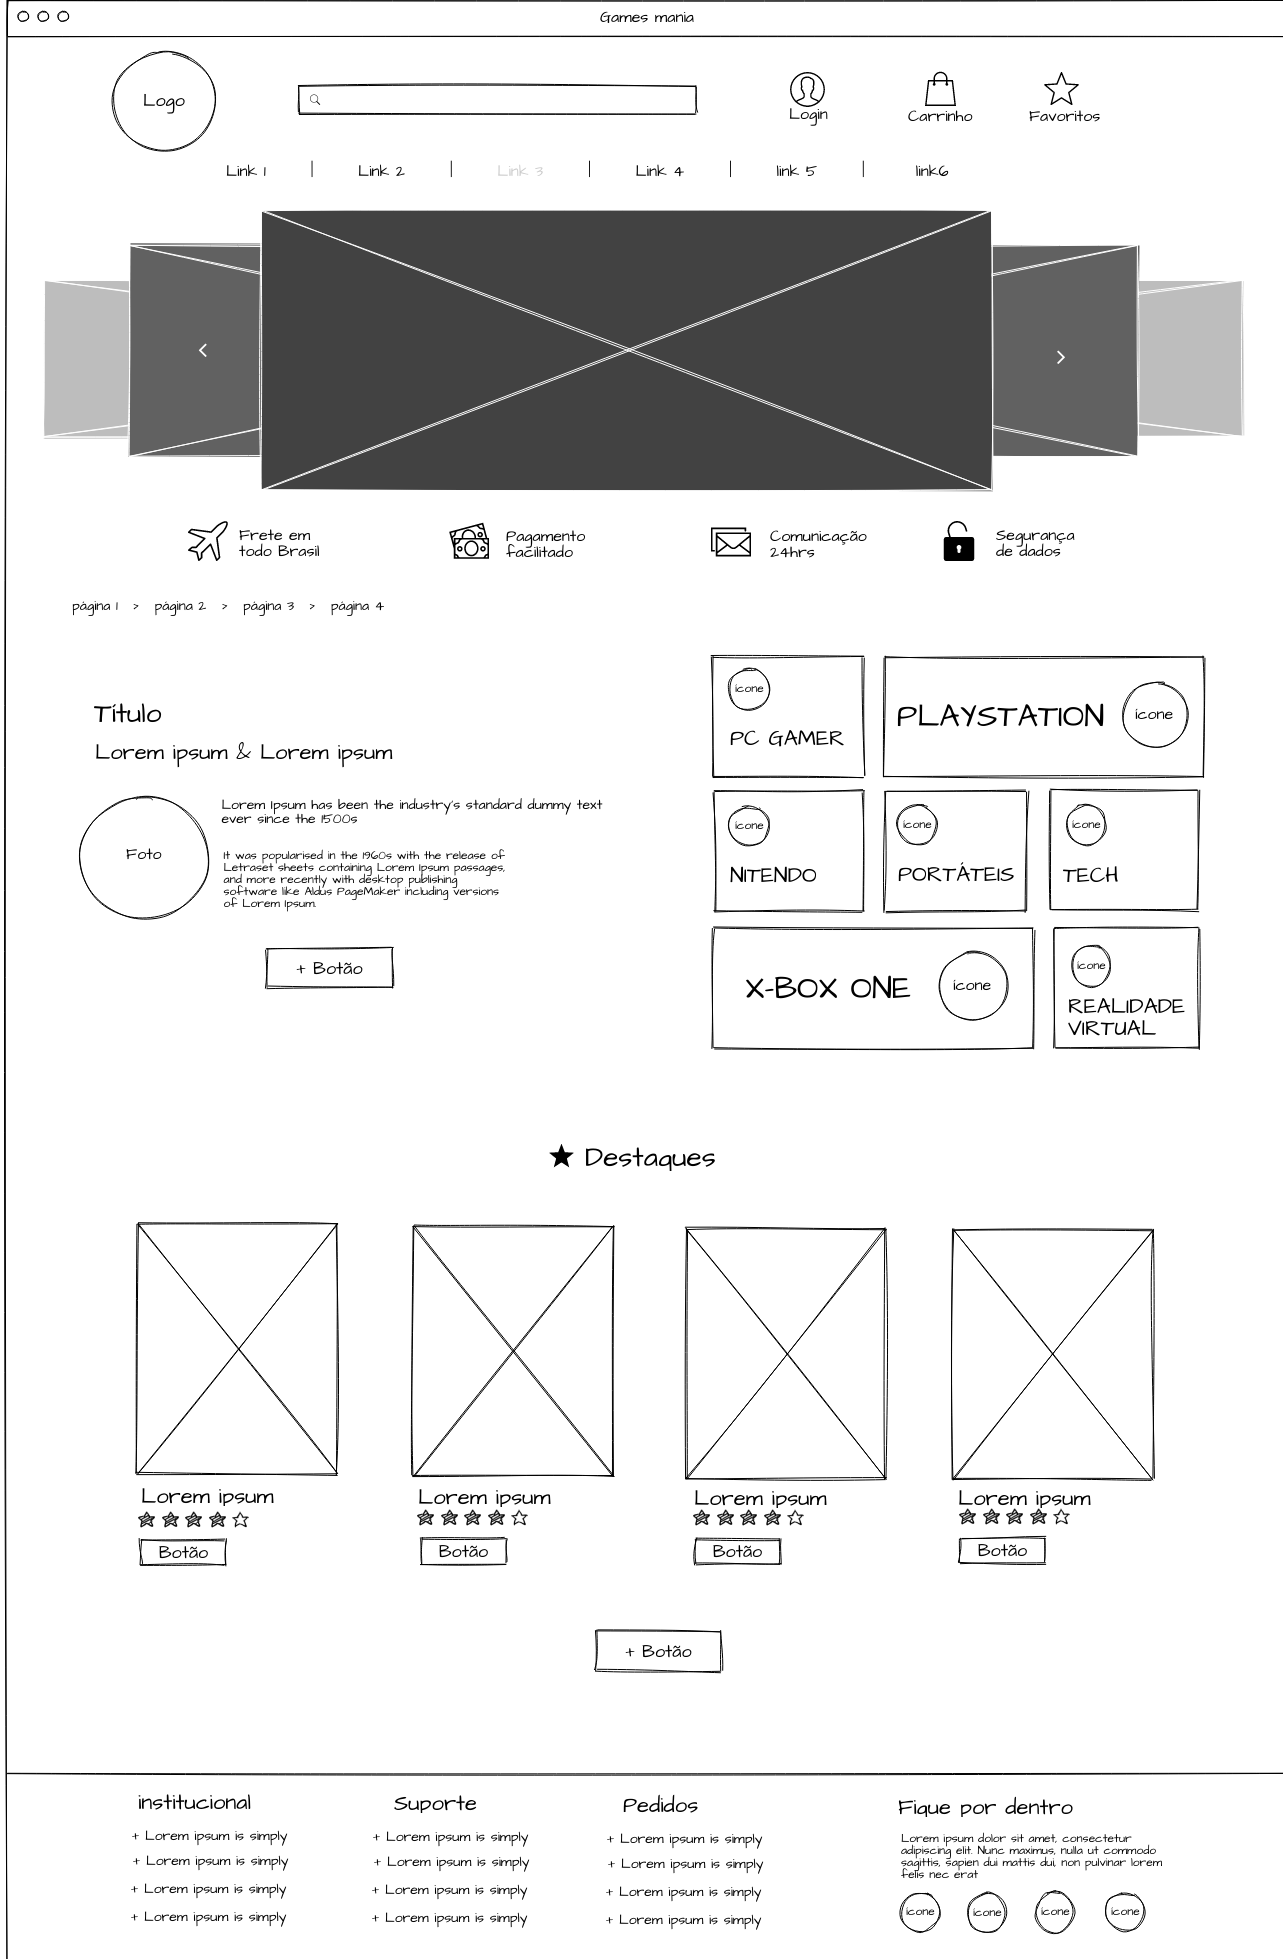 Games mania
Logo
Login
Carrinho
Favoritos
Link 1
Link 2
Link 3
Link 4
link 5
link6
Frete em
todo Brasil
Pagamento
facilitado
Comunicação
24hrs
Segurança
de dados
página 1 > página 2 > página 3 > página 4
Título
Lorem ipsum & Lorem ipsum
Foto
Lorem Ipsum has been the industry's standard dummy text
ever since the 1500s
It was popularised in the 1960s with the release of
Letraset sheets containing Lorem Ipsum passages,
and more recently with desktop publishing
software like Aldus PageMaker including versions
of Lorem Ipsum.
+ Botão
icone
PC GAMER
PLAYSTATION
icone
icone
NITENDO
icone
PORTÁTEIS
icone
TECH
X-BOX ONE
icone
icone
REALIDADE
VIRTUAL
Destaques
Lorem ipsum
Botão
Lorem ipsum
Botão
Lorem ipsum
Botão
Lorem ipsum
Botão
+ Botão
institucional
+ Lorem ipsum is simply
+ Lorem ipsum is simply
+ Lorem ipsum is simply
+ Lorem ipsum is simply
Suporte
+ Lorem ipsum is simply
+ Lorem ipsum is simply
+ Lorem ipsum is simply
+ Lorem ipsum is simply
Pedidos
+ Lorem ipsum is simply
+ Lorem ipsum is simply
+ Lorem ipsum is simply
+ Lorem ipsum is simply
Fique por dentro
Lorem ipsum dolor sit amet, consectetur
adipiscing elit. Nunc maximus, nulla ut commodo
sagittis, sapien dui mattis dui, non pulvinar lorem
felis nec erat
icone
icone
icone
icone